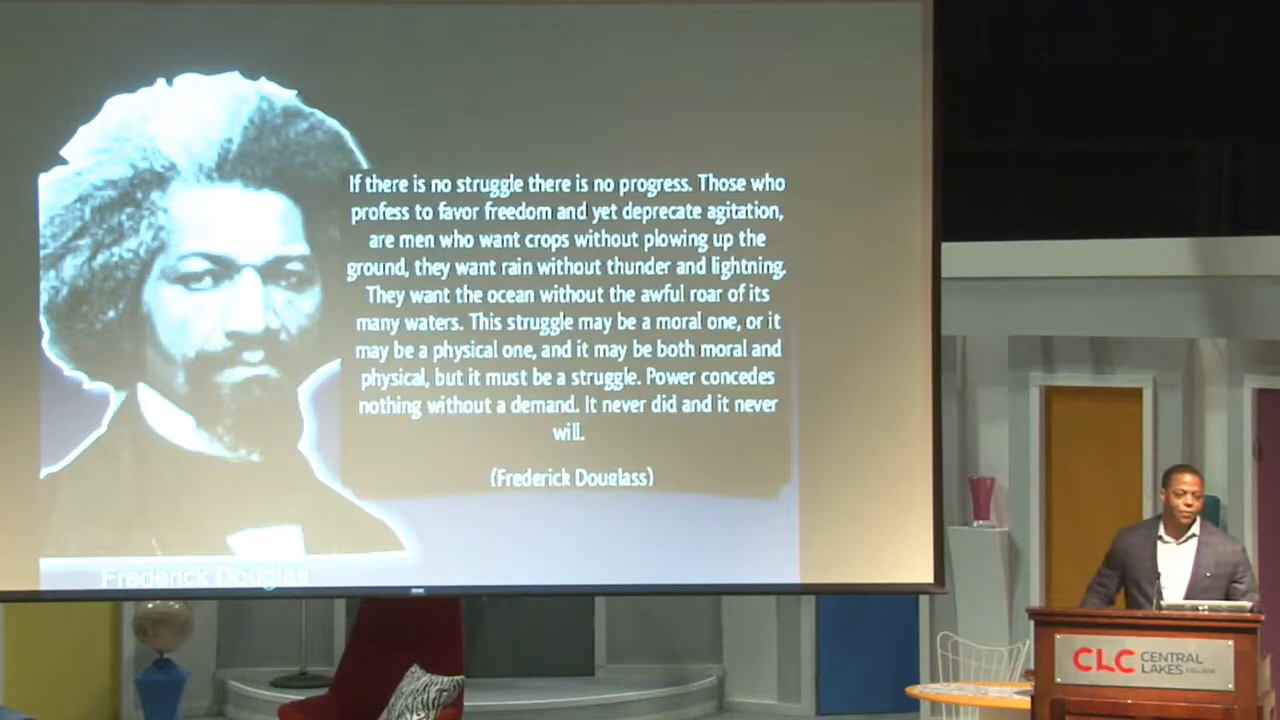 If there is no struggle there is no progress. Those who
profess to favor freedom and yet deprecate agitation,
are men who want crops without plowing up the
ground, they want rain without thunder and lightning.
They want the ocean without the awful roar of its
many waters. This struggle may be a moral one, or it
may be a physical one, and it may be both moral and
physical, but it must be a struggle. Power concedes
nothing without a demand. It never did and it never
will.
(Frederick Douglass)
Frederick Douglas
CLC CENTRAL
LAKES COLLEGE